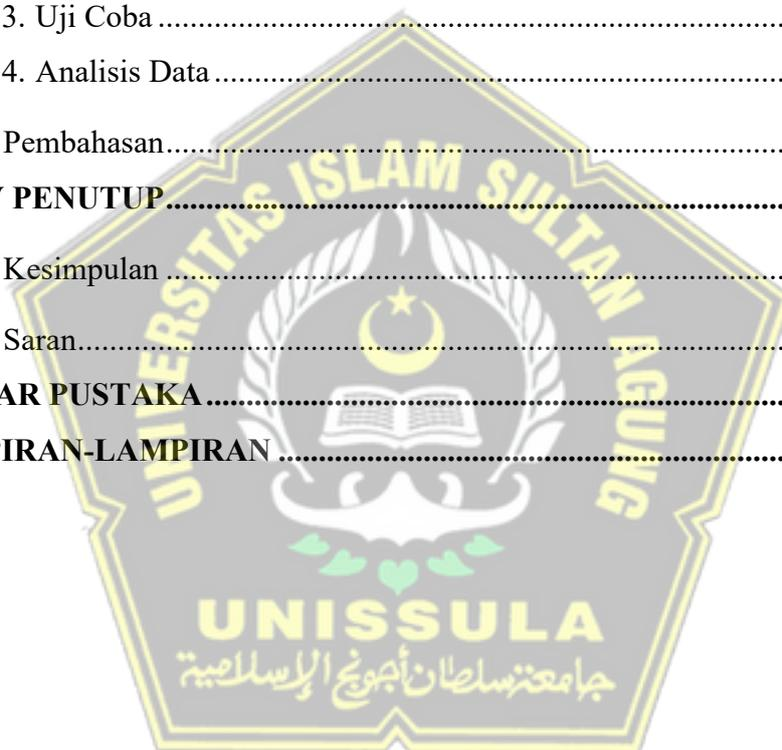 3. Uji Coba ................................................................
4. Analisis Data ................................................................
Pembahasan................................................................
PENUTUP................................................................
Kesimpulan ................................................................
Saran................................................................
AR PUSTAKA ................................................................
PIRAN-LAMPIRAN ................................................................
UNIVERSITAS ISLAM SULTAN AGUNG
UNISSULA
جامعة سلطان أجونج الإسلامية